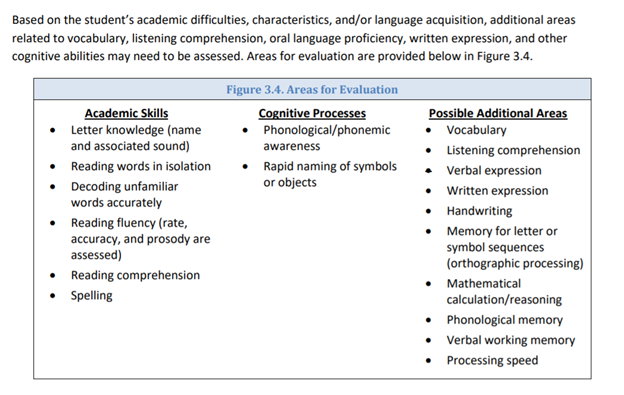 Based on the student's academic difficulties, characteristics, and/or language acquisition, additional areas
related to vocabulary, listening comprehension, oral language proficiency, written expression, and other
cognitive abilities may need to be assessed. Areas for evaluation are provided below in Figure 3.4.
Figure 3.4. Areas for Evaluation
Academic Skills
• Letter knowledge (name
and associated sound)
• Reading words in isolation
• Decoding unfamiliar
words accurately
• Reading fluency (rate,
accuracy, and prosody are
assessed)
• Reading comprehension
• Spelling
Cognitive Processes
• Phonological/phonemic
awareness
• Rapid naming of symbols
or objects
Possible Additional Areas
• Vocabulary
• Listening comprehension
• Verbal expression
• Written expression
• Handwriting
• Memory for letter or
symbol sequences
(orthographic processing)
• Mathematical
calculation/reasoning
• Phonological memory
• Verbal working memory
• Processing speed